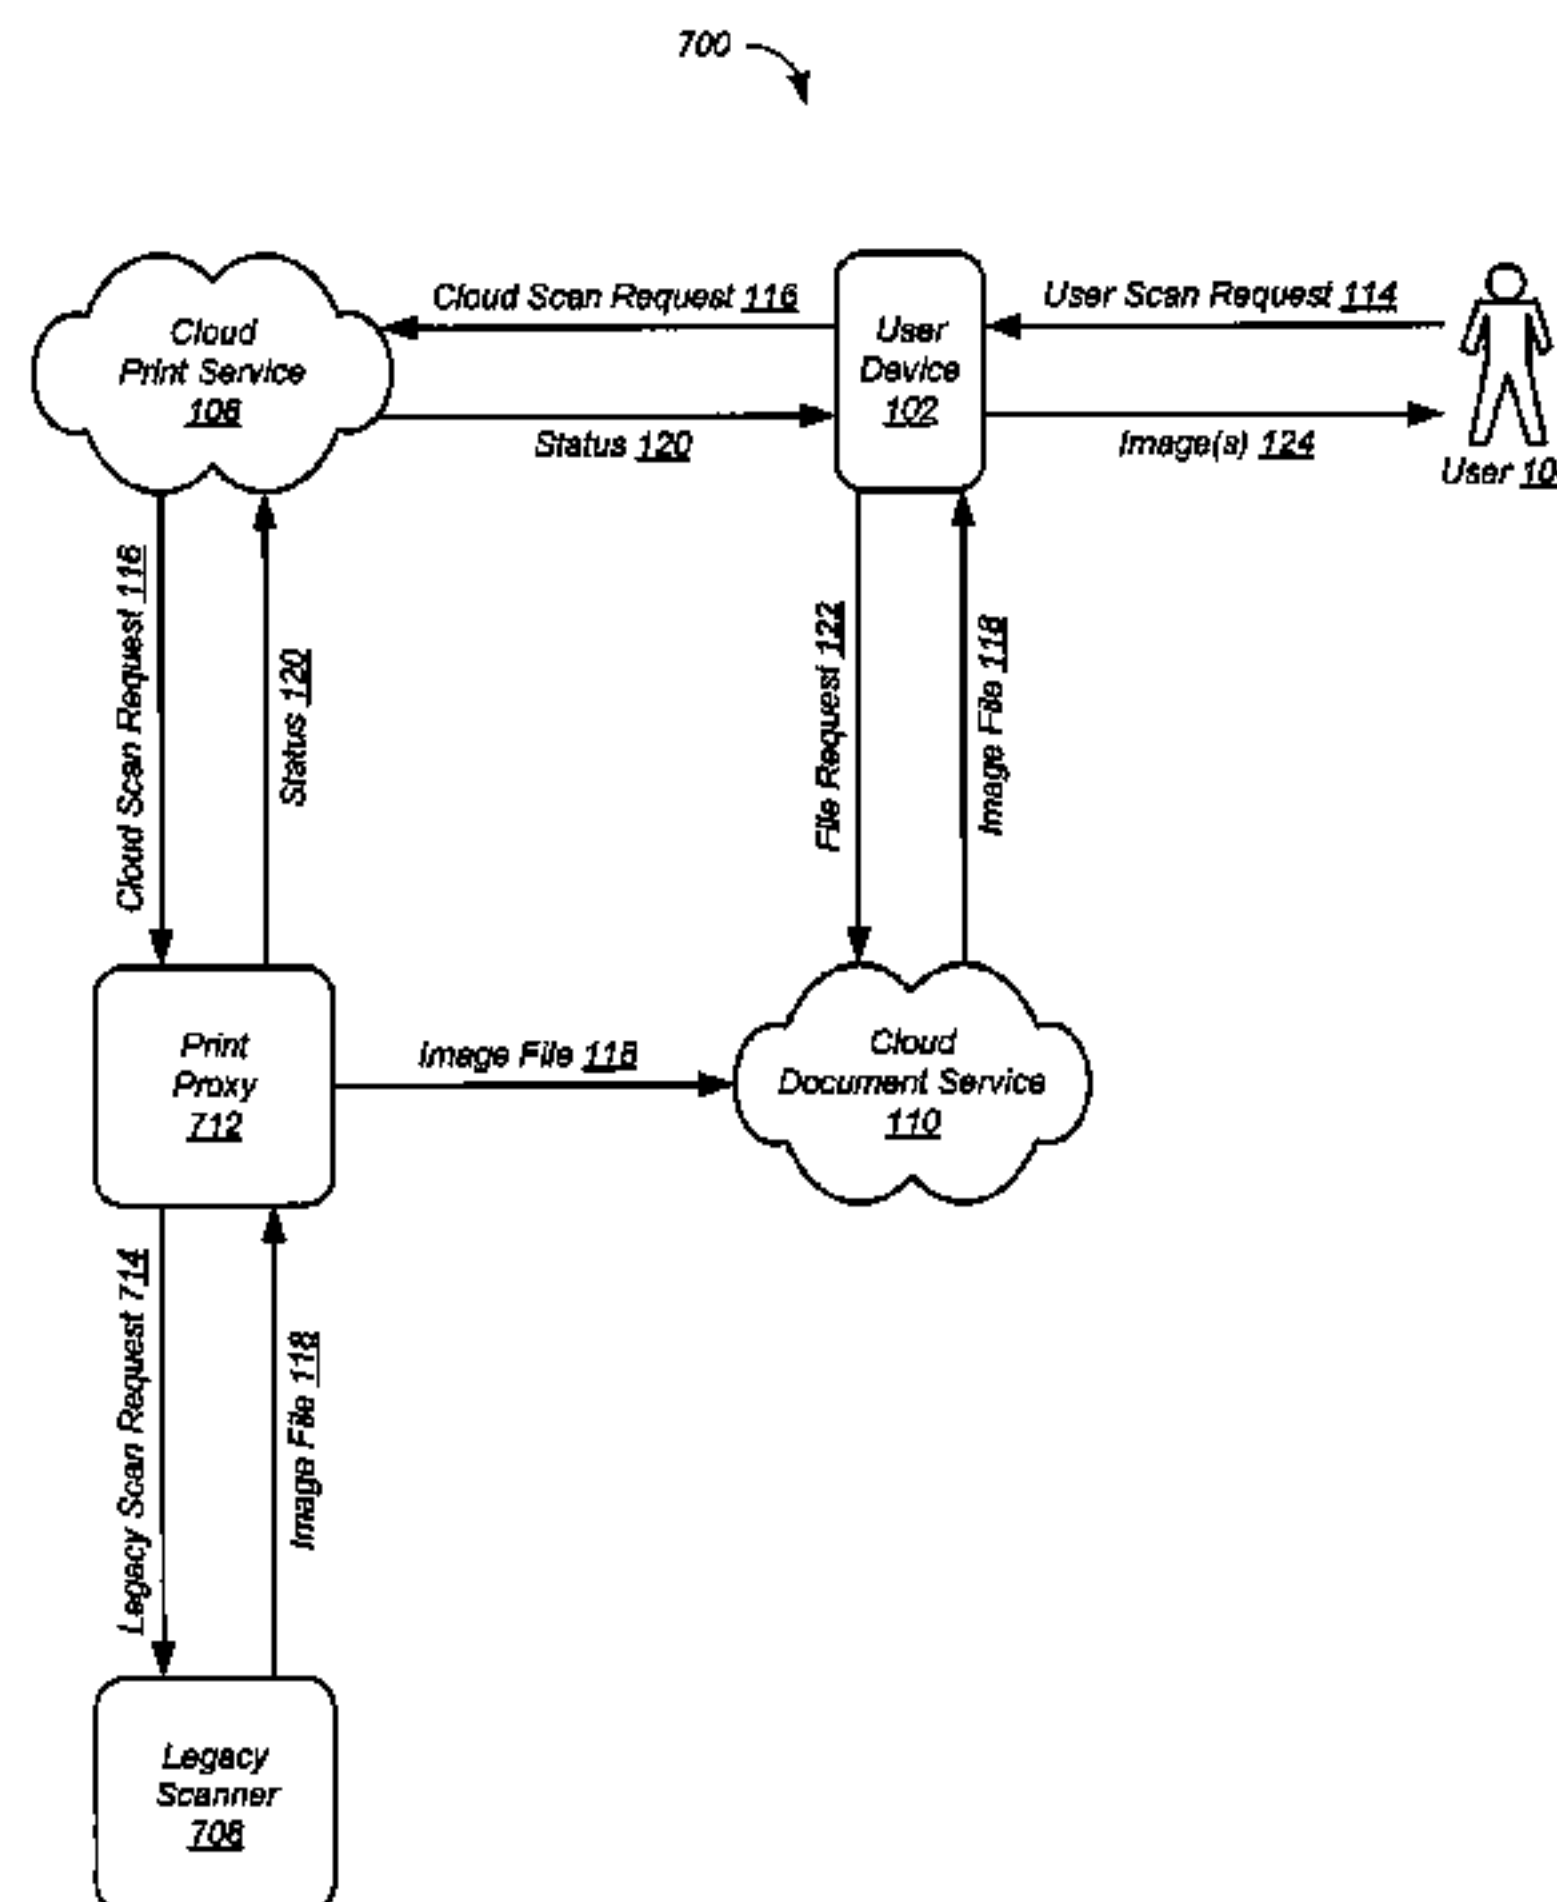 700
Cloud Scan Request 116
User Scan Request 114
Cloud
Print Service
106
User
Device
102
Status 120
Image(s) 124
User
Cloud Scan Request 116
Status 120
File Request 122
Image File 118
Print
Proxy
712
Image File 118
Cloud
Document Service
110
Legacy Scan Request 714
Image File 118
Legacy
Scanner
708